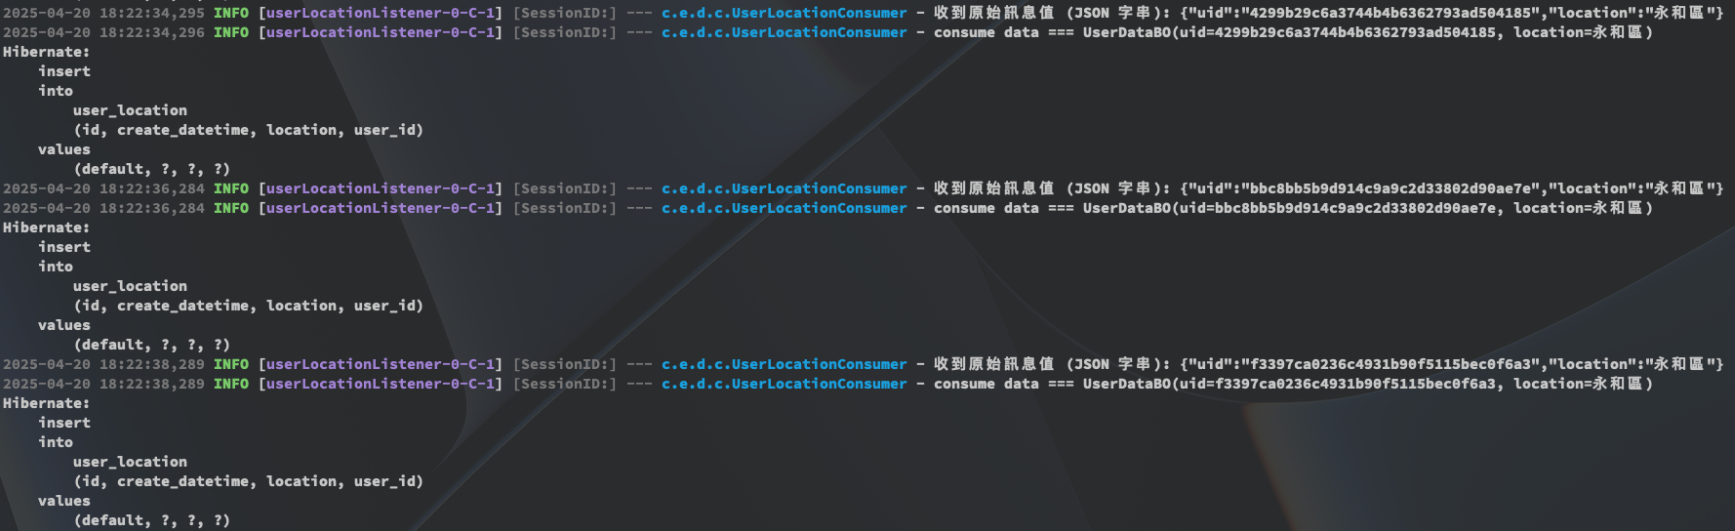 2025-04-20 18:22:34,295 INFO [userLocationListener-0-C-1] [SessionID:] --- c.e.d.c.UserLocationConsumer - 收到原始訊息值 (JSON 字串): {"uid":"4299b29c6a3744b4b6362793ad504185","location":"永和區"}
2025-04-20 18:22:34,296 INFO [userLocationListener-0-C-1] [SessionID:] --- c.e.d.c.UserLocationConsumer - consume data === UserDataBO(uid=4299b29c6a3744b4b6362793ad504185, location=永和區)
Hibernate:
    insert
    into
        user_location
        (id, create_datetime, location, user_id)
    values
        (default, ?, ?, ?)
2025-04-20 18:22:36,284 INFO [userLocationListener-0-C-1] [SessionID:] --- c.e.d.c.UserLocationConsumer - 收到原始訊息值 (JSON 字串): {"uid":"bbc8bb5b9d914c9a9c2d33802d90ae7e","location":"永和區"}
2025-04-20 18:22:36,284 INFO [userLocationListener-0-C-1] [SessionID:] --- c.e.d.c.UserLocationConsumer - consume data === UserDataBO(uid=bbc8bb5b9d914c9a9c2d33802d90ae7e, location=永和區)
Hibernate:
    insert
    into
        user_location
        (id, create_datetime, location, user_id)
    values
        (default, ?, ?, ?)
2025-04-20 18:22:38,289 INFO [userLocationListener-0-C-1] [SessionID:] --- c.e.d.c.UserLocationConsumer - 收到原始訊息值 (JSON 字串): {"uid":"f3397ca0236c4931b90f5115bec0f6a3","location":"永和區"}
2025-04-20 18:22:38,289 INFO [userLocationListener-0-C-1] [SessionID:] --- c.e.d.c.UserLocationConsumer - consume data === UserDataBO(uid=f3397ca0236c4931b90f5115bec0f6a3, location=永和區)
Hibernate:
    insert
    into
        user_location
        (id, create_datetime, location, user_id)
    values
        (default, ?, ?, ?)